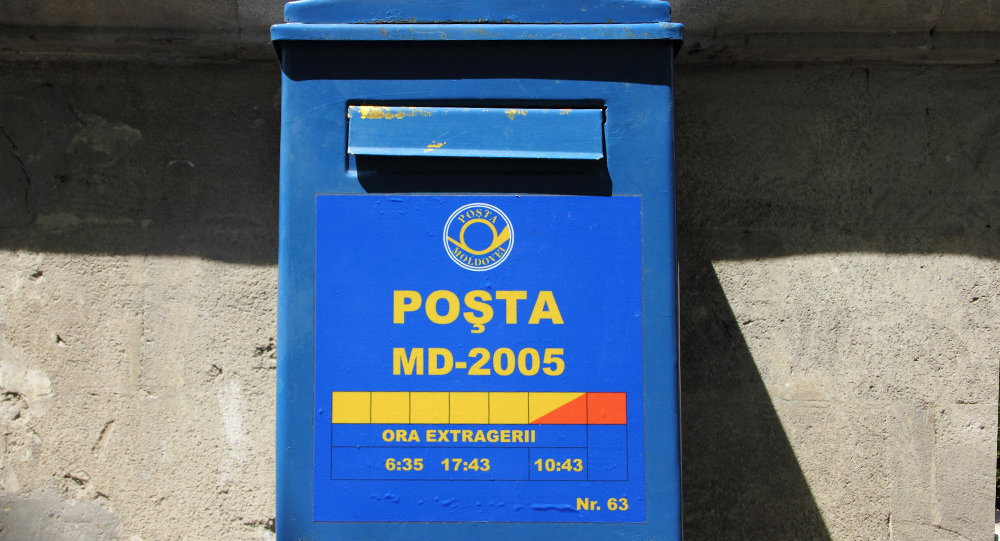 POŞTA
MOLDOVEI
POŞTA
MD-2005
ORA EXTRAGERII
6:35 17:43 10:43
Nr. 63